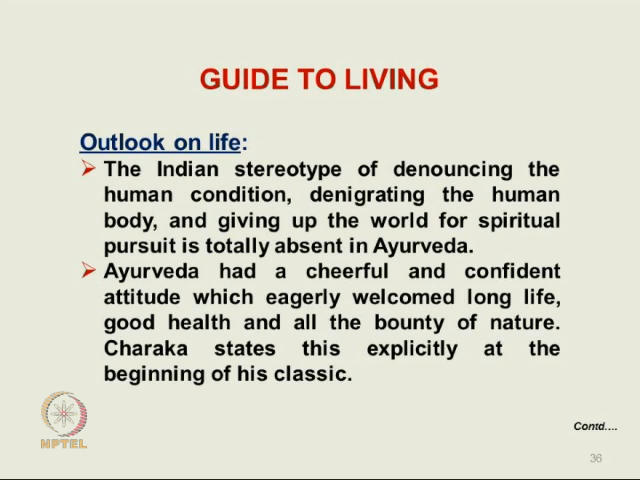 GUIDE TO LIVING
Outlook on life:
The Indian stereotype of denouncing the
human condition, denigrating the human
body, and giving up the world for spiritual
pursuit is totally absent in Ayurveda.
Ayurveda had a cheerful and confident
attitude which eagerly welcomed long life,
good health and all the bounty of nature.
Charaka states this explicitly at the
beginning of his classic.
NPTEL
Contd….
36